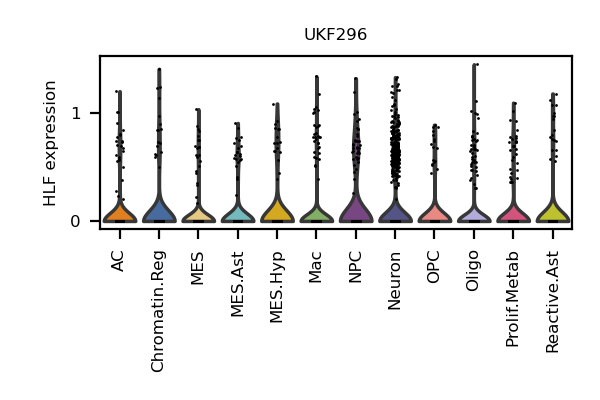 UKF296
HLF expression
1
0
AC
Chromatin.Reg
MES
MES.Ast
MES.Hyp
Mac
NPC
Neuron
OPC
Oligo
Prolif.Metab
Reactive.Ast